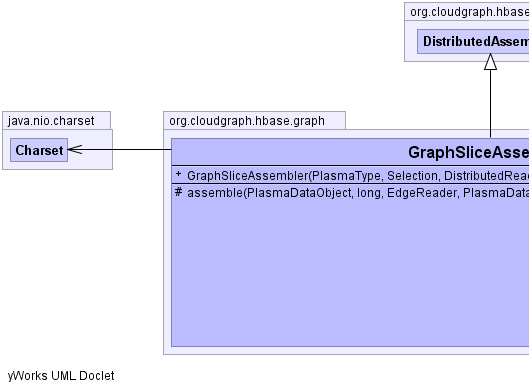 org.cloudgraph.hbase
DistributedAssem
java.nio.charset
Charset
org.cloudgraph.hbase.graph
GraphSliceAsse
+ GraphSliceAssembler(PlasmaType, Selection, DistributedRead
# assemble(PlasmaDataObject, long, EdgeReader, PlasmaData
yWorks UML Doclet